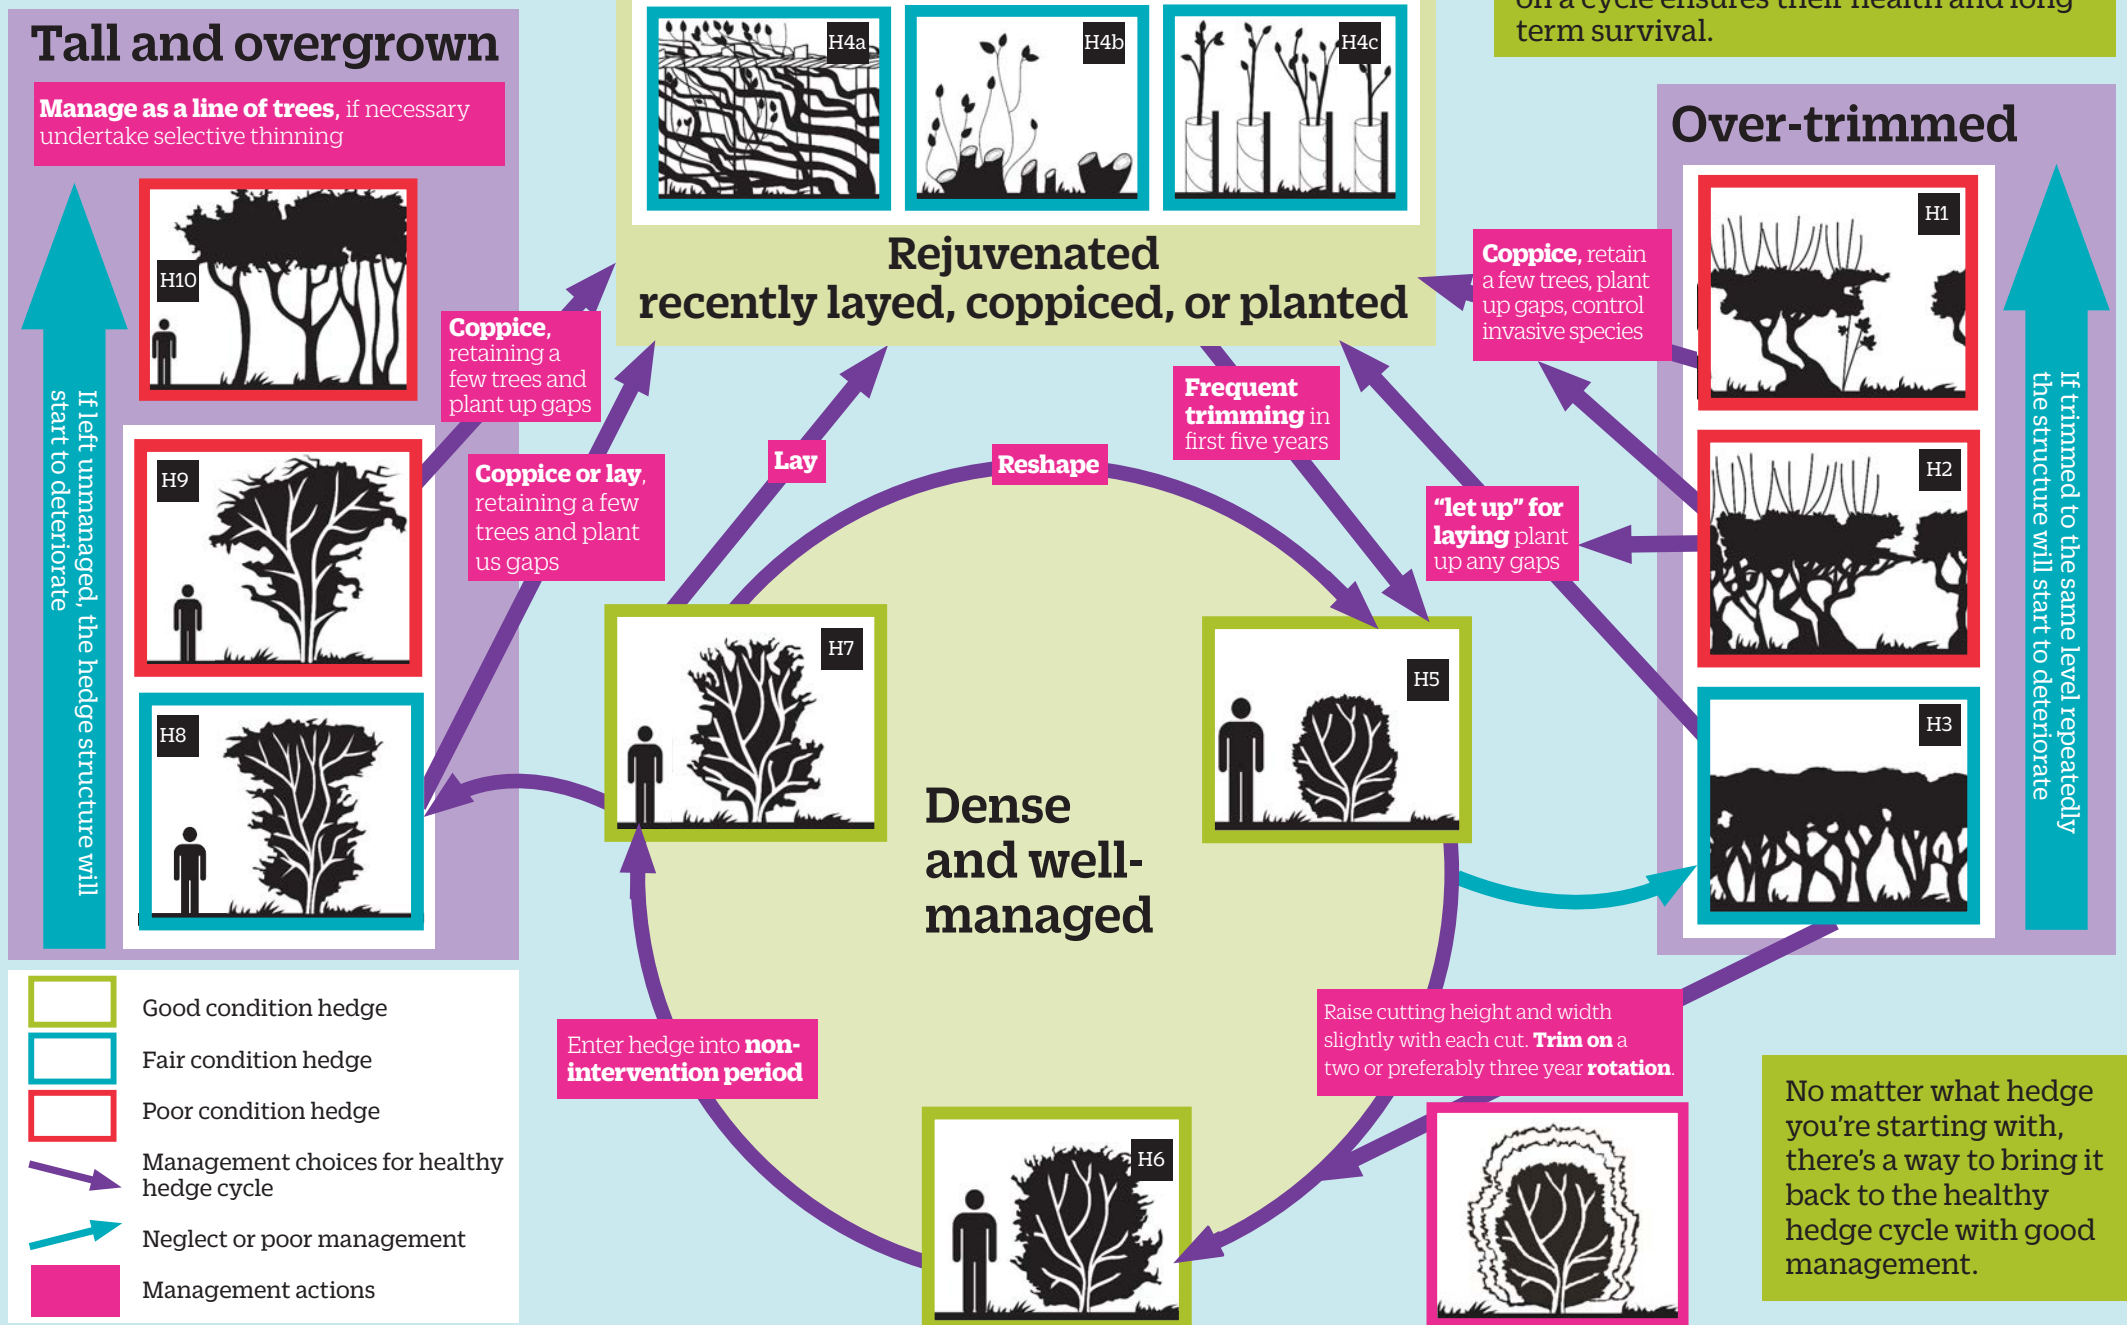 on a cycle ensures their health and long
term survival.
Tall and overgrown
Manage as a line of trees, if necessary
undertake selective thinning
H10
H9
H8
If left unmanaged, the hedge structure will
start to deteriorate
H4a
H4b
H4c
Rejuvenated
recently layed, coppiced, or planted
Over-trimmed
H1
H2
H3
If trimmed to the same level repeatedly
the structure will start to deteriorate
Coppice,
retaining a
few trees and
plant up gaps
Coppice or lay,
retaining a few
trees and plant
us gaps
Lay
Reshape
Frequent
trimming in
first five years
Coppice, retain
a few trees, plant
up gaps, control
invasive species
"let up" for
laying plant
up any gaps
H7
H5
Dense
and well-
managed
Enter hedge into non-
intervention period
H6
Raise cutting height and width
slightly with each cut. Trim on a
two or preferably three year rotation.
Good condition hedge
Fair condition hedge
Poor condition hedge
Management choices for healthy
hedge cycle
Neglect or poor management
Management actions
No matter what hedge
you're starting with,
there's a way to bring it
back to the healthy
hedge cycle with good
management.